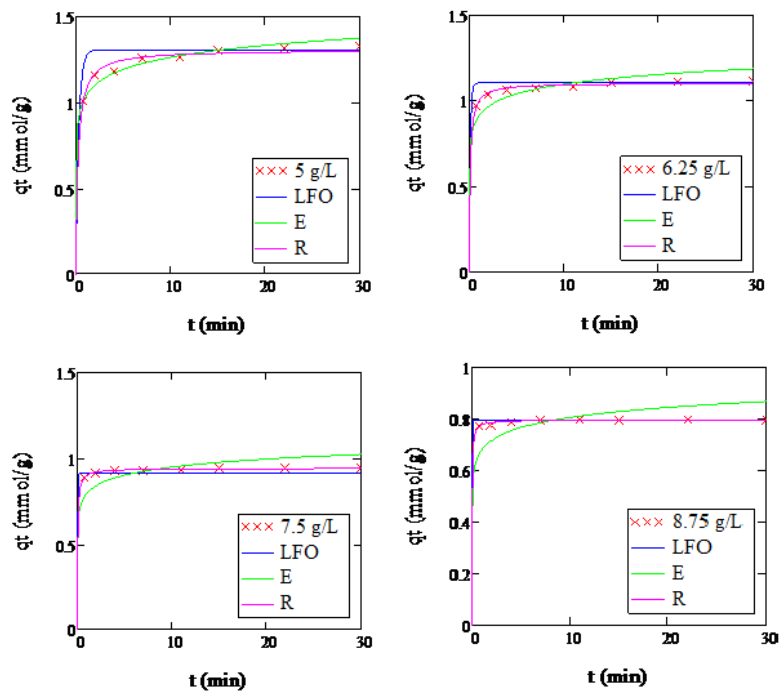 1.5
1
0.5
0
qt (mmol/g)
××× 5 g/L
LFO
E
R
0 10 20 30
t (min)
1.5
1
0.5
0
qt (mmol/g)
××× 6.25 g/L
LFO
E
R
0 10 20 30
t (min)
1.5
1
0.5
0
qt (mmol/g)
××× 7.5 g/L
LFO
E
R
0 10 20 30
t (min)
1
0.8
0.6
0.4
0.2
0
qt (mmol/g)
××× 8.75 g/L
LFO
E
R
0 10 20 30
t (min)